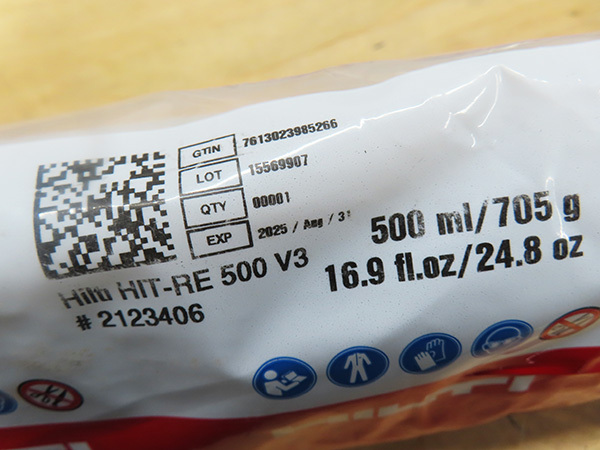 GTIN 7613023985266
LOT 15569907
QTY 00001
EXP 2025 / Aug / 31
Hilti HIT-RE 500 V3
# 2123406
500 ml/705 g
16.9 fl.oz/24.8 oz